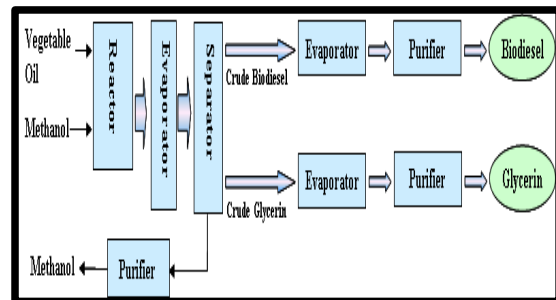 Vegetable
Oil
Methanol
Reactor
Evaporator
Separator
Crude Biodiesel
Evaporator
Purifier
Biodiesel
Crude Glycerin
Evaporator
Purifier
Glycerin
Methanol
Purifier